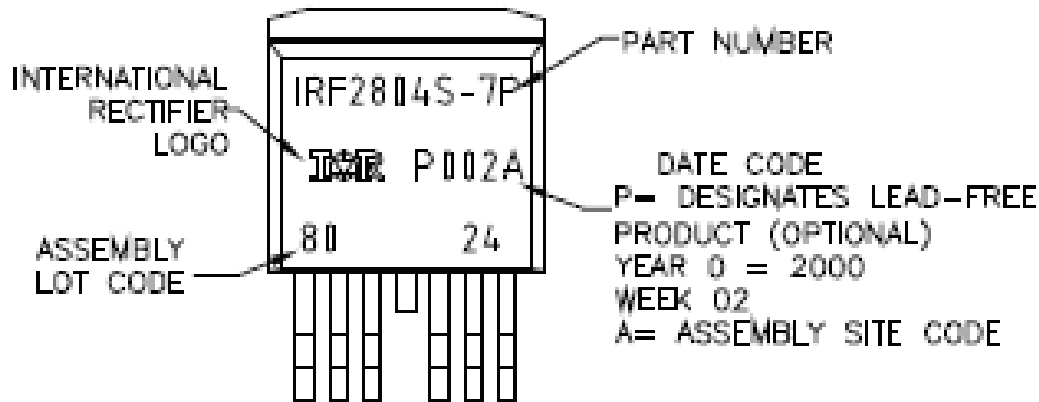 PART NUMBER
INTERNATIONAL
RECTIFIER
LOGO
IRF2804S-7P
IR P002A
DATE CODE
P= DESIGNATES LEAD-FREE
PRODUCT (OPTIONAL)
YEAR 0 = 2000
WEEK 02
A= ASSEMBLY SITE CODE
ASSEMBLY
LOT CODE
80 24